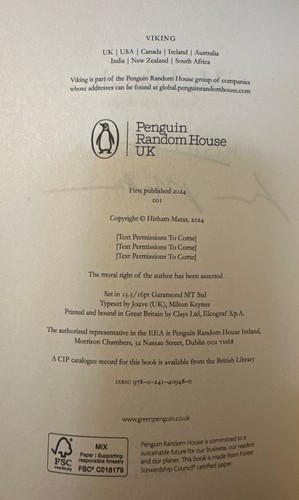 VIKING
UK | USA | Canada | Ireland | Australia
India | New Zealand | South Africa
Viking is part of the Penguin Random House group of companies
whose addresses can be found at global.penguinrandomhouse.com
Penguin
Random House
UK
First published 2024
001
Copyright © Hisham Matar, 2024
[Text Permissions To Come]
[Text Permissions To Come]
[Text Permissions To Come]
The moral right of the author has been asserted
Set in 13.5/16pt Garamond MT Std
Typeset by Jouve (UK), Milton Keynes
Printed and bound in Great Britain by Clays Ltd, Elcograf S.p.A.
The authorized representative in the EEA is Penguin Random House Ireland,
Morrison Chambers, 32 Nassau Street, Dublin D02 YH68
A CIP catalogue record for this book is available from the British Library
ISBN: 978-0-241-40948-0
www.greenpenguin.co.uk
FSC
www.fsc.org
MIX
Paper | Supporting
responsible forestry
FSC® C018179
Penguin Random House is committed to a
sustainable future for our business, our readers
and our planet. This book is made from Forest
Stewardship Council® certified paper.